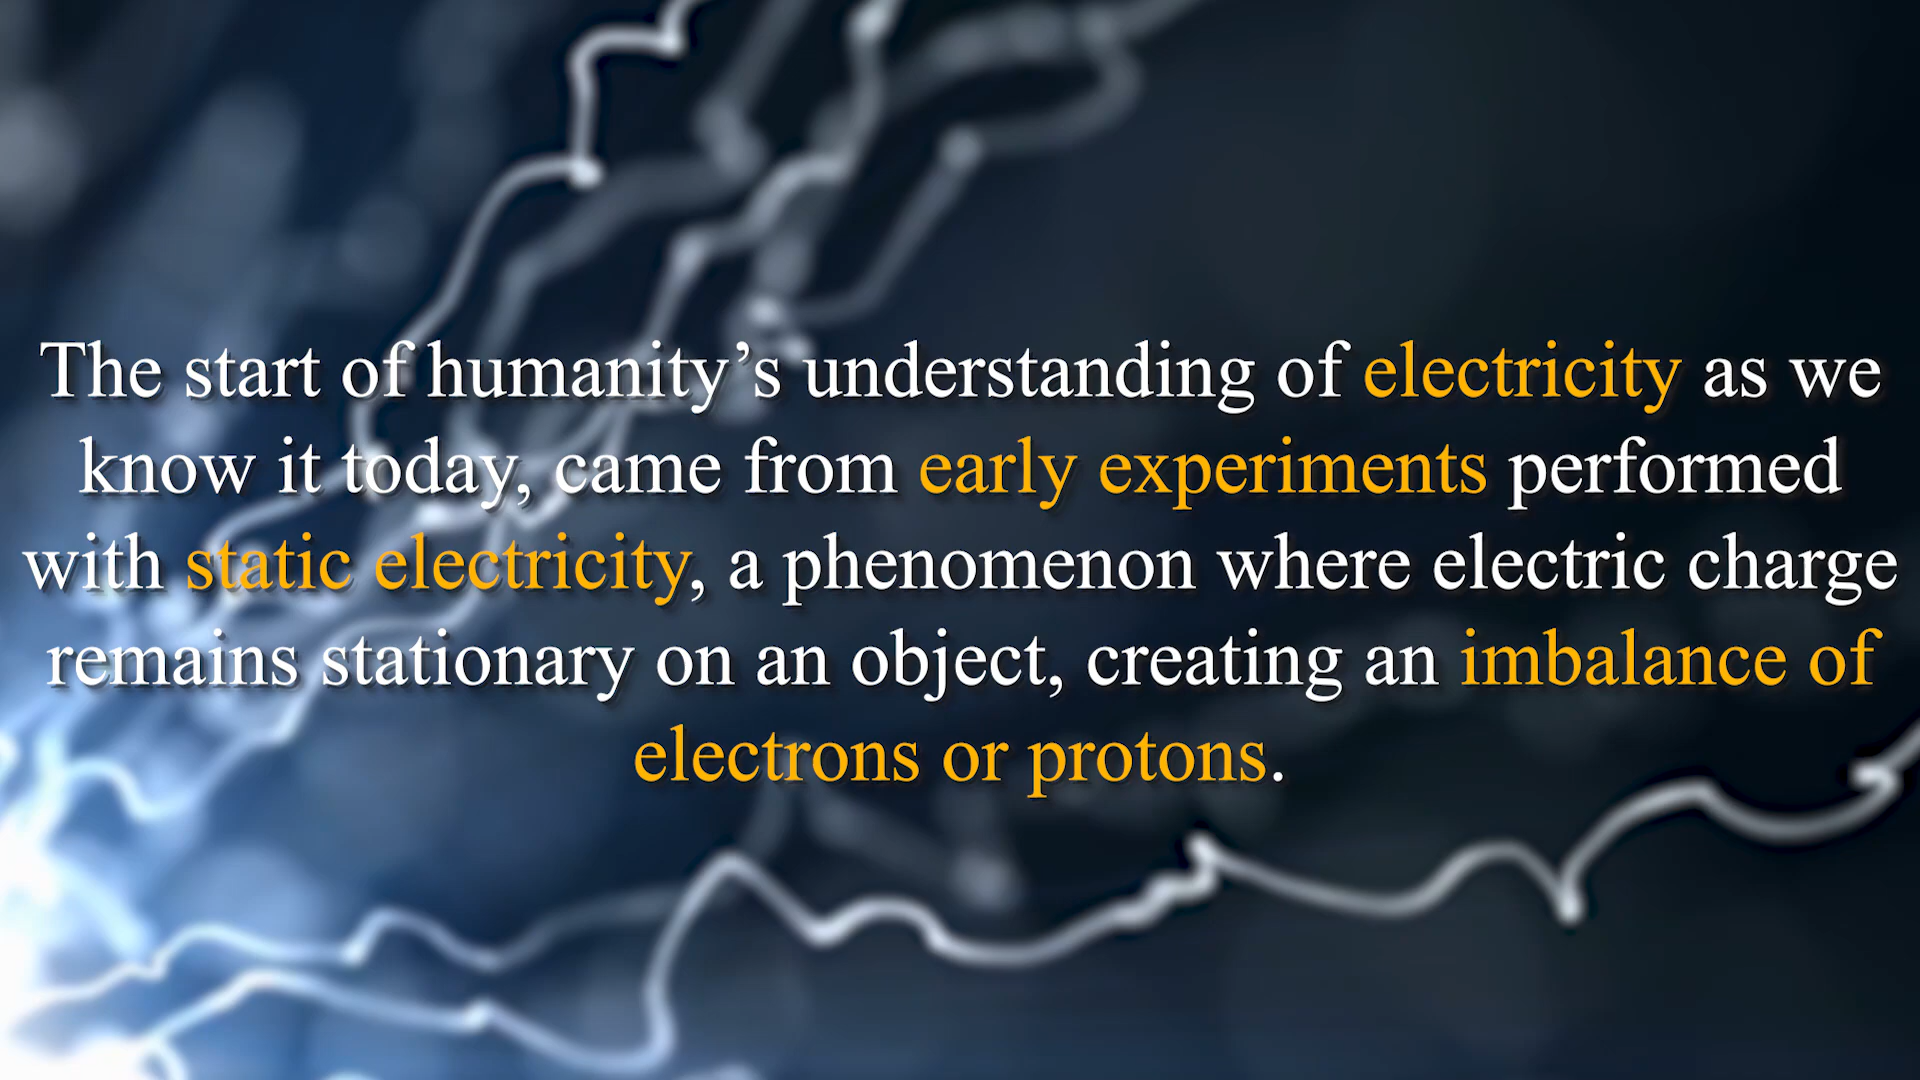 The start of humanity’s understanding of electricity as we
know it today, came from early experiments performed
with static electricity, a phenomenon where electric charge
remains stationary on an object, creating an imbalance of
electrons or protons.